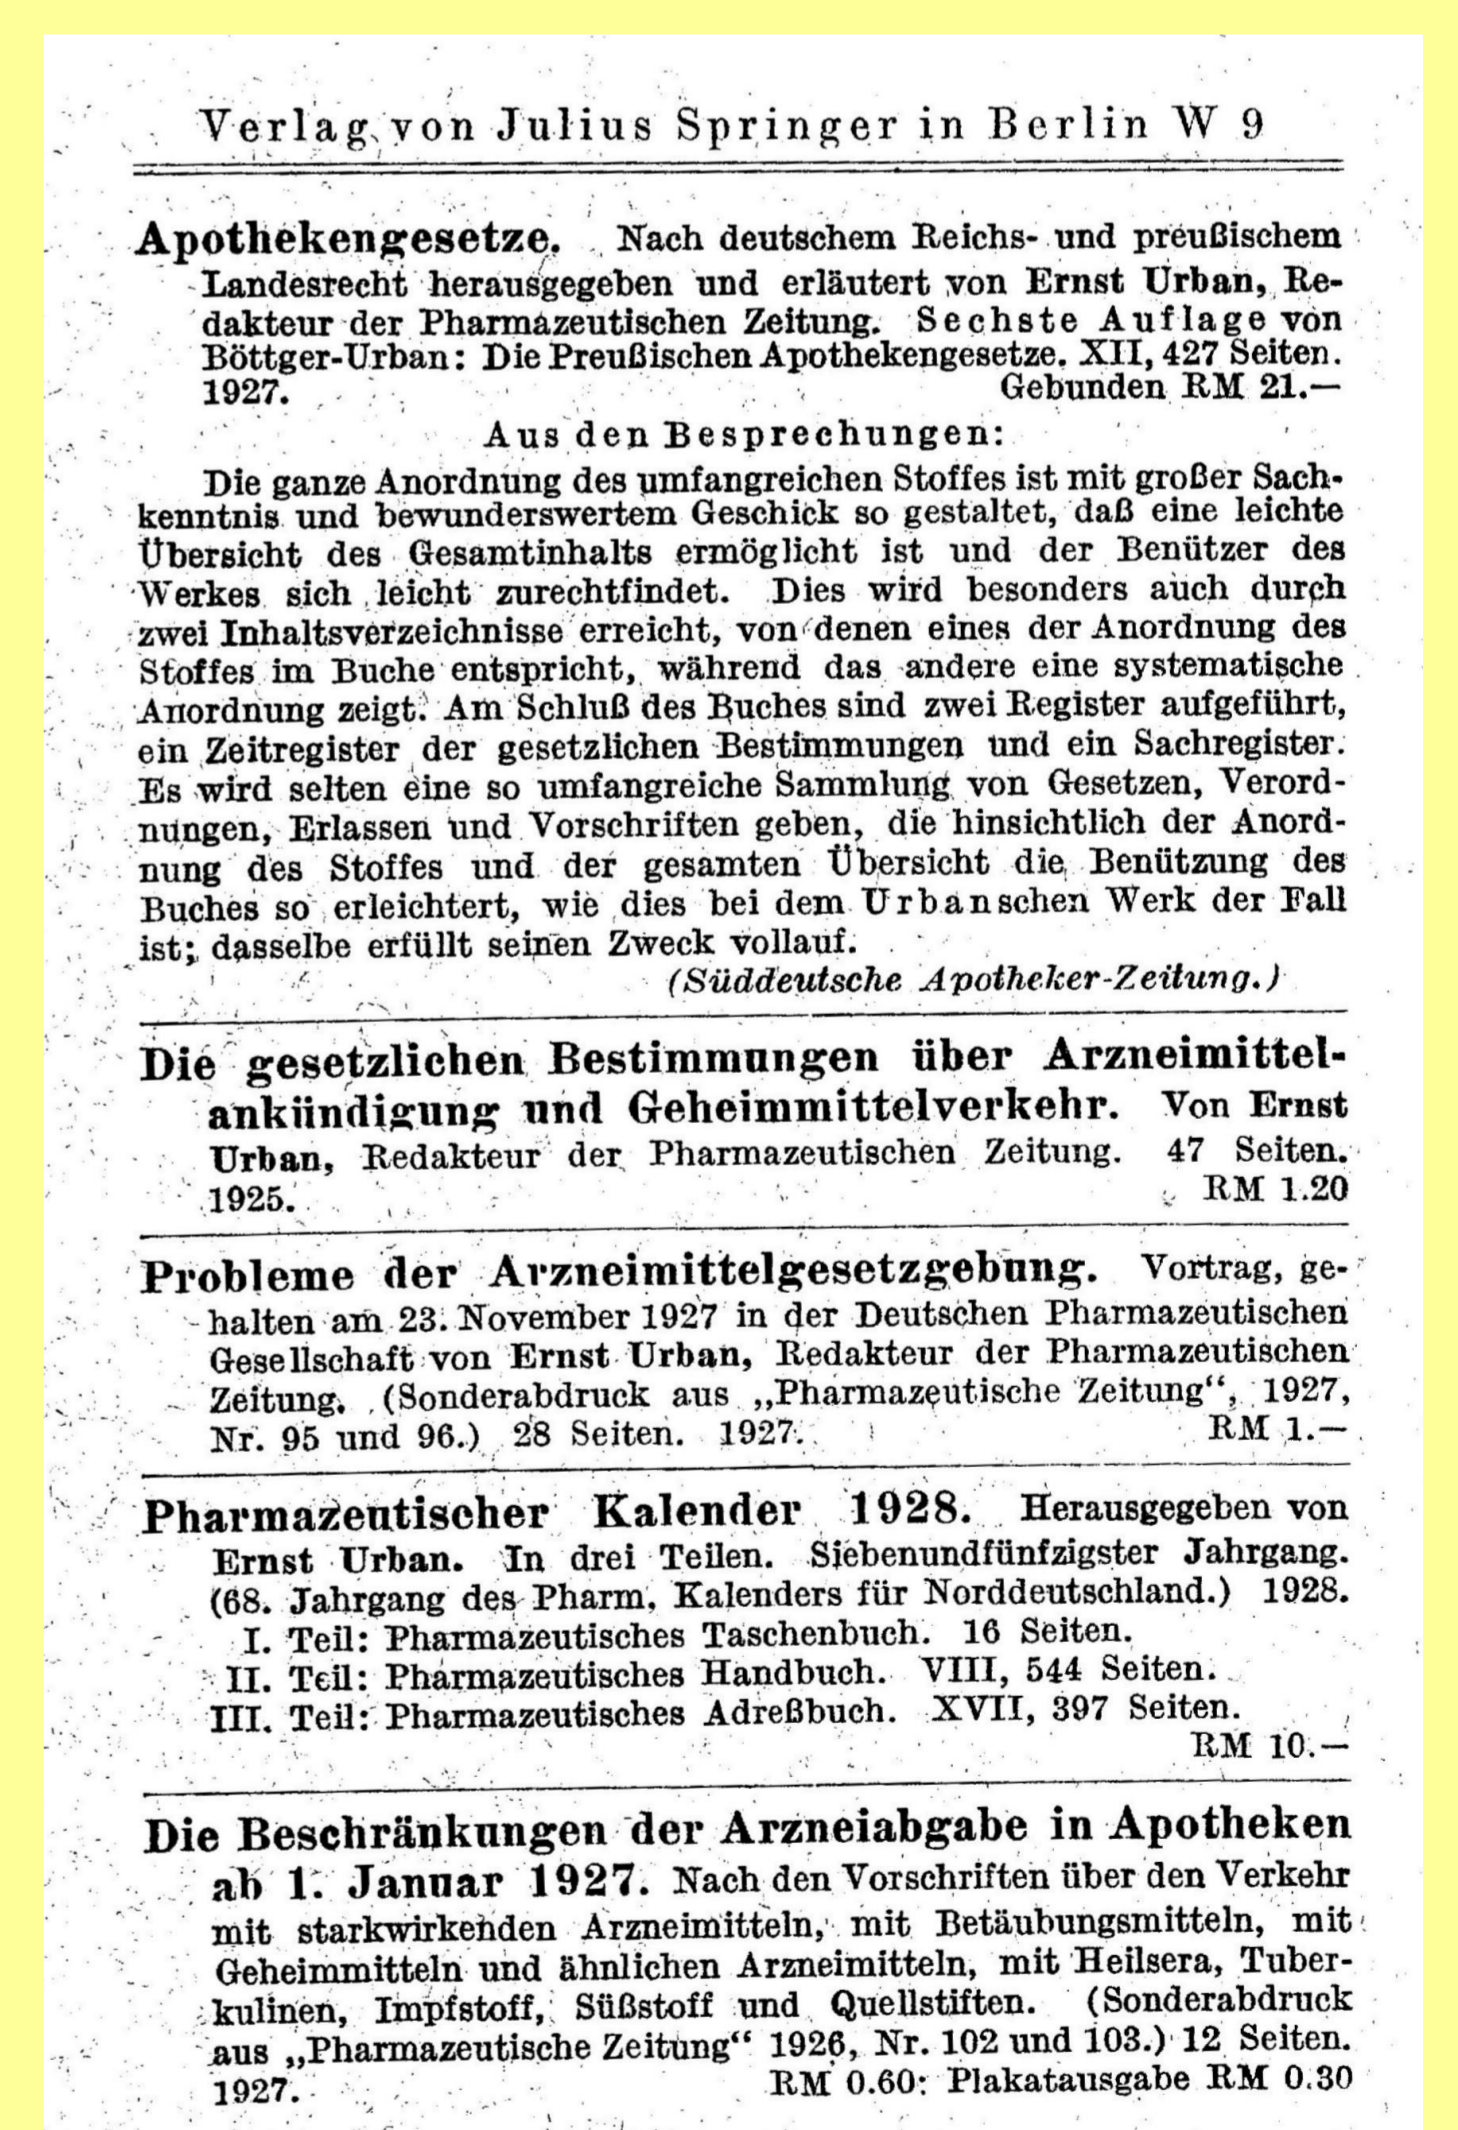 Verlag von Julius Springer in Berlin W 9
Apothekengesetze. Nach deutschem Reichs- und preußischem
Landesrecht herausgegeben und erläutert von Ernst Urban, Re-
dakteur der Pharmazeutischen Zeitung. Sechste Auflage von
Böttger-Urban: Die Preußischen Apothekengesetze. XII, 427 Seiten.
1927. Gebunden RM 21.—
Aus den Besprechungen:
Die ganze Anordnung des umfangreichen Stoffes ist mit großer Sach-
kenntnis und bewunderswertem Geschick so gestaltet, daß eine leichte
Übersicht des Gesamtinhalts ermöglicht ist und der Benützer des
Werkes sich leicht zurechtfindet. Dies wird besonders auch durch
zwei Inhaltsverzeichnisse erreicht, von denen eines der Anordnung des
Stoffes im Buche entspricht, während das andere eine systematische
Anordnung zeigt. Am Schluß des Buches sind zwei Register aufgeführt,
ein Zeitregister der gesetzlichen Bestimmungen und ein Sachregister.
Es wird selten eine so umfangreiche Sammlung von Gesetzen, Verord-
nungen, Erlassen und Vorschriften geben, die hinsichtlich der Anord-
nung des Stoffes und der gesamten Übersicht die Benützung des
Buches so erleichtert, wie dies bei dem Urbanschen Werk der Fall
ist; dasselbe erfüllt seinen Zweck vollauf.
(Süddeutsche Apotheker-Zeitung.)
Die gesetzlichen Bestimmungen über Arzneimittel-
ankündigung und Geheimmittelverkehr. Von Ernst
Urban, Redakteur der Pharmazeutischen Zeitung. 47 Seiten.
1925. RM 1.20
Probleme der Arzneimittelgesetzgebung. Vortrag, ge-
halten am 23. November 1927 in der Deutschen Pharmazeutischen
Gesellschaft von Ernst Urban, Redakteur der Pharmazeutischen
Zeitung. (Sonderabdruck aus „Pharmazeutische Zeitung“, 1927,
Nr. 95 und 96.) 28 Seiten. 1927. RM 1.—
Pharmazeutischer Kalender 1928. Herausgegeben von
Ernst Urban. In drei Teilen. Siebenundfünfzigster Jahrgang.
(68. Jahrgang des Pharm. Kalenders für Norddeutschland.) 1928.
I. Teil: Pharmazeutisches Taschenbuch. 16 Seiten.
II. Teil: Pharmazeutisches Handbuch. VIII, 544 Seiten.
III. Teil: Pharmazeutisches Adreßbuch. XVII, 397 Seiten.
RM 10.—
Die Beschränkungen der Arzneiabgabe in Apotheken
ab 1. Januar 1927. Nach den Vorschriften über den Verkehr
mit starkwirkenden Arzneimitteln, mit Betäubungsmitteln, mit
Geheimmitteln und ähnlichen Arzneimitteln, mit Heilsera, Tuber-
kulinen, Impfstoff, Süßstoff und Quellstiften. (Sonderabdruck
aus „Pharmazeutische Zeitung“ 1926, Nr. 102 und 103.) 12 Seiten.
1927. RM 0.60; Plakatausgabe RM 0.30